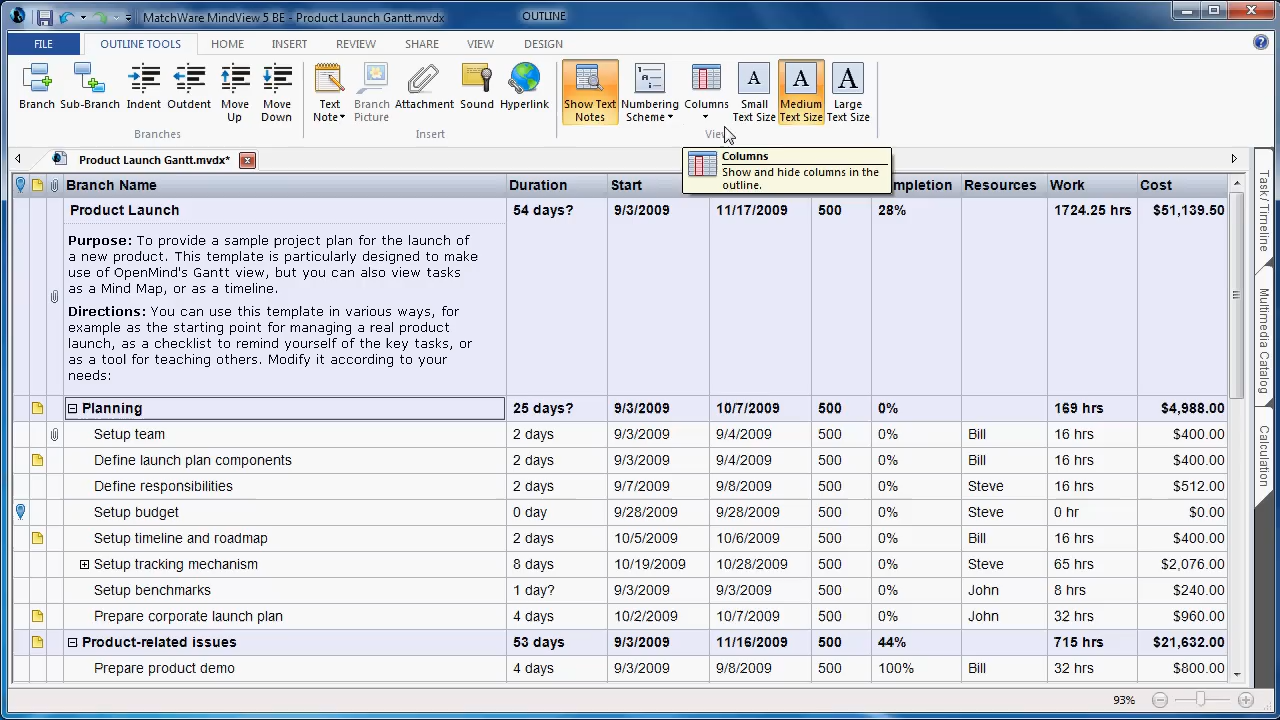 MatchWare MindView 5 BE - Product Launch Gantt.mvdx
OUTLINE
FILE OUTLINE TOOLS HOME INSERT REVIEW SHARE VIEW DESIGN
Branch Sub-Branch Indent Outdent Move Up Move Down Text Note Branch Picture Attachment Sound Hyperlink Show Text Notes Numbering Scheme Columns Small Text Size Medium Text Size Large Text Size
Branches Insert
Product Launch Gantt.mvdx*
Columns
Show and hide columns in the
outline.
Branch Name Duration Start Resources Work Cost
Product Launch 54 days? 9/3/2009 11/17/2009 500 28% 1724.25 hrs $51,139.50
Purpose: To provide a sample project plan for the launch of
a new product. This template is particularly designed to make
use of OpenMind's Gantt view, but you can also view tasks
as a Mind Map, or as a timeline.
Directions: You can use this template in various ways, for
example as the starting point for managing a real product
launch, as a checklist to remind yourself of the key tasks, or
as a tool for teaching others. Modify it according to your
needs:
Planning 25 days? 9/3/2009 10/7/2009 500 0% 169 hrs $4,988.00
Setup team 2 days 9/3/2009 9/4/2009 500 0% Bill 16 hrs $400.00
Define launch plan components 2 days 9/3/2009 9/4/2009 500 0% Bill 16 hrs $400.00
Define responsibilities 2 days 9/7/2009 9/8/2009 500 0% Steve 16 hrs $512.00
Setup budget 0 day 9/28/2009 9/28/2009 500 0% Steve 0 hr $0.00
Setup timeline and roadmap 2 days 10/5/2009 10/6/2009 500 0% Bill 16 hrs $400.00
Setup tracking mechanism 8 days 10/19/2009 10/28/2009 500 0% Steve 65 hrs $2,076.00
Setup benchmarks 1 day? 9/3/2009 9/3/2009 500 0% John 8 hrs $240.00
Prepare corporate launch plan 4 days 10/2/2009 10/7/2009 500 0% John 32 hrs $960.00
Product-related issues 53 days 9/3/2009 11/16/2009 500 44% 715 hrs $21,632.00
Prepare product demo 4 days 9/3/2009 9/8/2009 500 100% Bill 32 hrs $800.00
Task/ Timeline
Multimedia Catalog
Calculation
93%